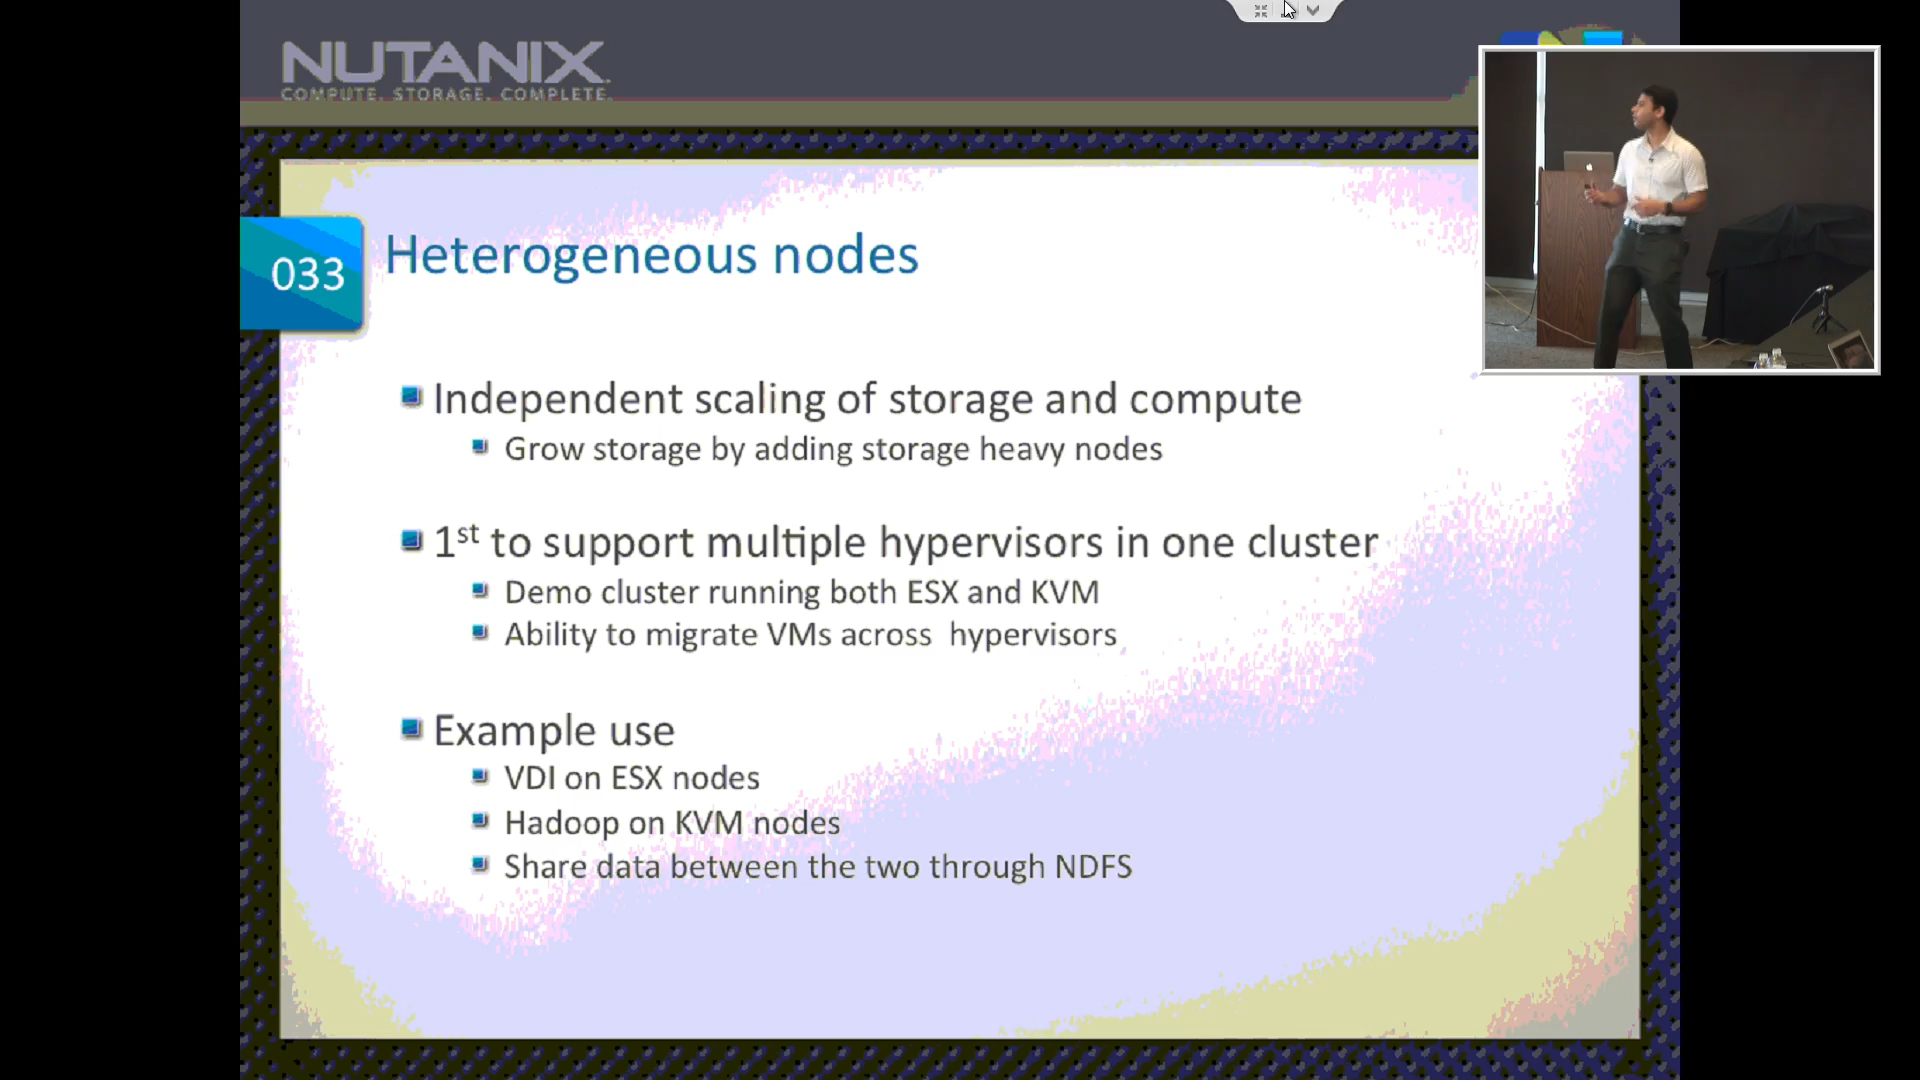 NUTANIX
COMPUTE. STORAGE. COMPLETE.
033
Heterogeneous nodes
Independent scaling of storage and compute
Grow storage by adding storage heavy nodes
1st to support multiple hypervisors in one cluster
Demo cluster running both ESX and KVM
Ability to migrate VMs across hypervisors
Example use
VDI on ESX nodes
Hadoop on KVM nodes
Share data between the two through NDFS